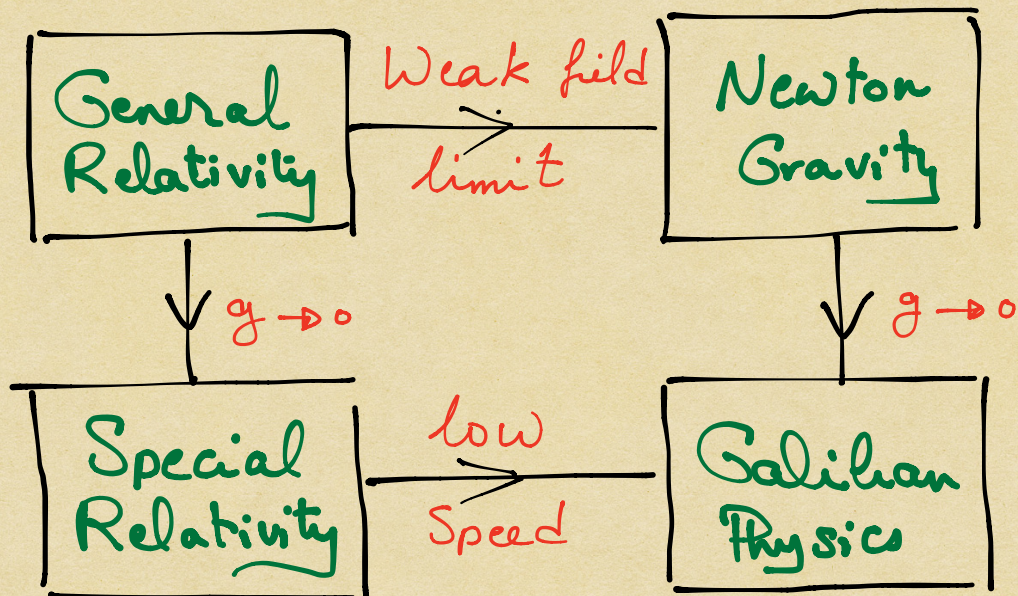 General
Relativity
Weak field
limit
Newton
Gravity
g → 0
g → 0
Special
Relativity
low
Speed
Galilean
Physics